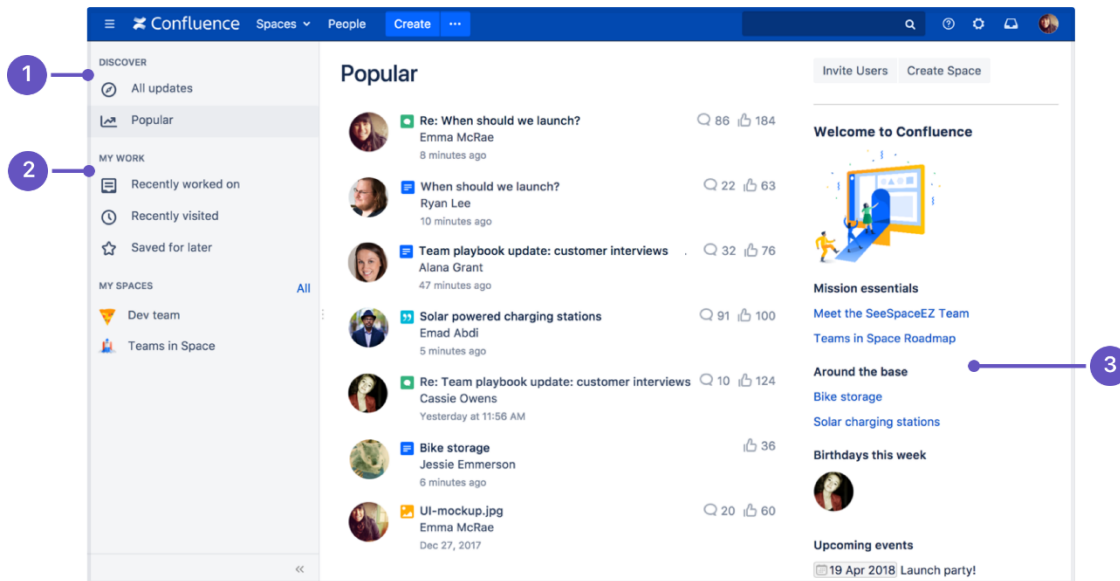 Confluence Spaces People Create
DISCOVER
1
All updates
Popular
MY WORK
2
Recently worked on
Recently visited
Saved for later
MY SPACES All
Dev team
Teams in Space
Popular
Re: When should we launch? 86 184
Emma McRae
8 minutes ago
When should we launch? 22 63
Ryan Lee
10 minutes ago
Team playbook update: customer interviews . 32 76
Alana Grant
47 minutes ago
Solar powered charging stations 91 100
Emad Abdi
5 minutes ago
Re: Team playbook update: customer interviews 10 124
Cassie Owens
Yesterday at 11:56 AM
Bike storage 36
Jessie Emmerson
6 minutes ago
UI-mockup.jpg 20 60
Emma McRae
Dec 27, 2017
Invite Users Create Space
Welcome to Confluence
Mission essentials
Meet the SeeSpaceEZ Team
Teams in Space Roadmap
3
Around the base
Bike storage
Solar charging stations
Birthdays this week
Upcoming events
19 Apr 2018 Launch party!